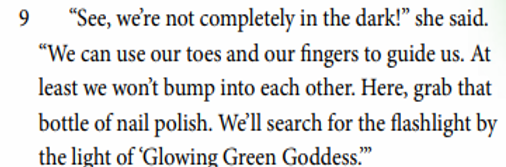 9 “See, we’re not completely in the dark!” she said.
“We can use our toes and our fingers to guide us. At
least we won’t bump into each other. Here, grab that
bottle of nail polish. We’ll search for the flashlight by
the light of ‘Glowing Green Goddess.’”